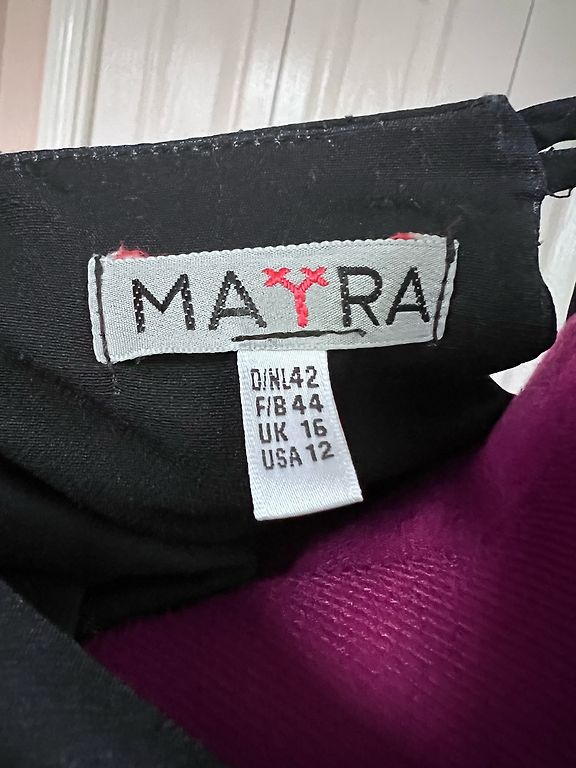 MAYRA
D/NL42
F/B 44
UK 16
USA 12